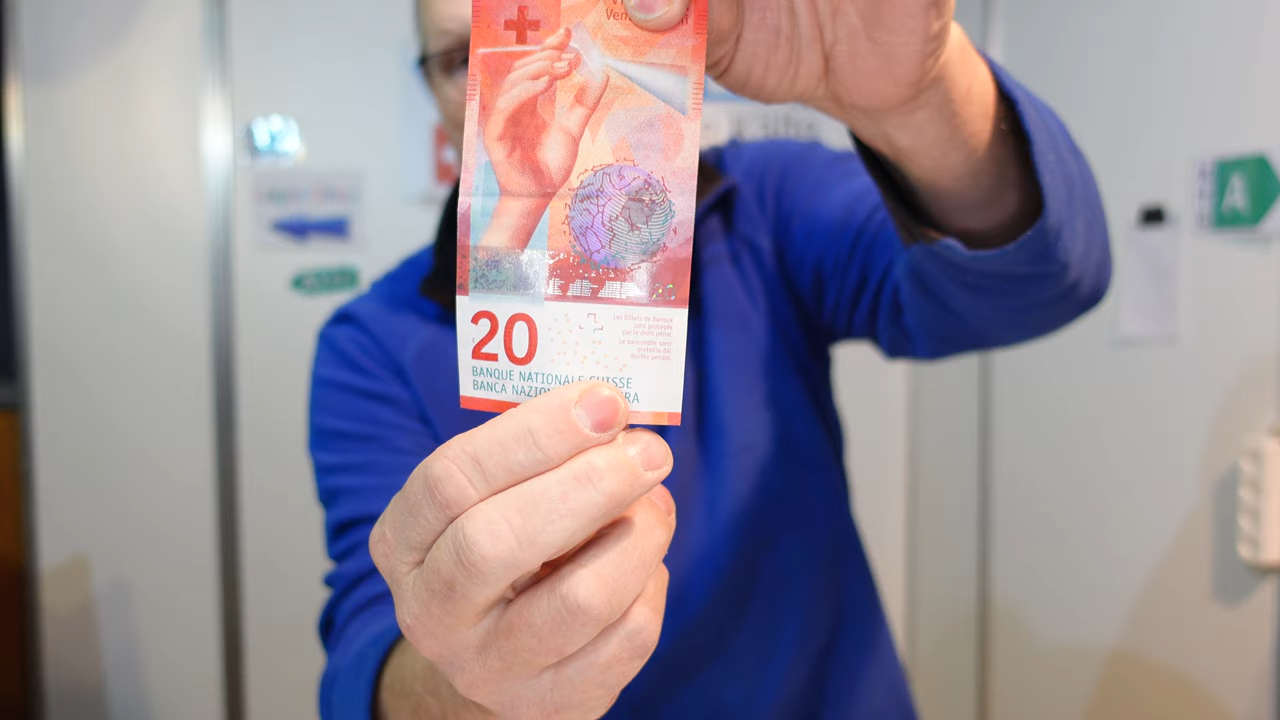 20
Les billets de banque
sont protégés
par le droit pénal.
Le banconote sono
protette dal
diritto penale.
BANQUE NATIONALE SUISSE
BANCA
A